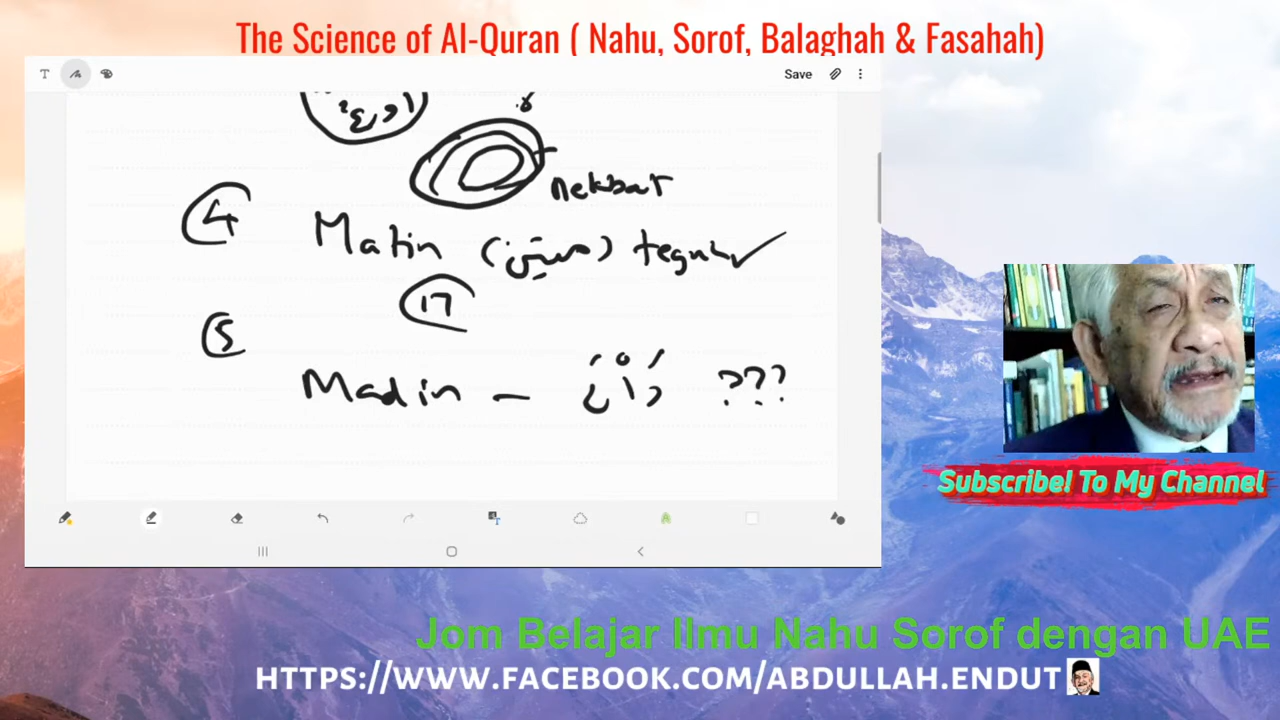 The Science of Al-Quran ( Nahu, Sorof, Balaghah & Fasahah)
T
Save
nekbat
4 Matin (متين) teguh ✓
17
5
Madin – دَاْنَ ???
Subscribe! To My Channel
Jom Belajar Ilmu Nahu Sorof dengan UAE
HTTPS://WWW.FACEBOOK.COM/ABDULLAH.ENDUT